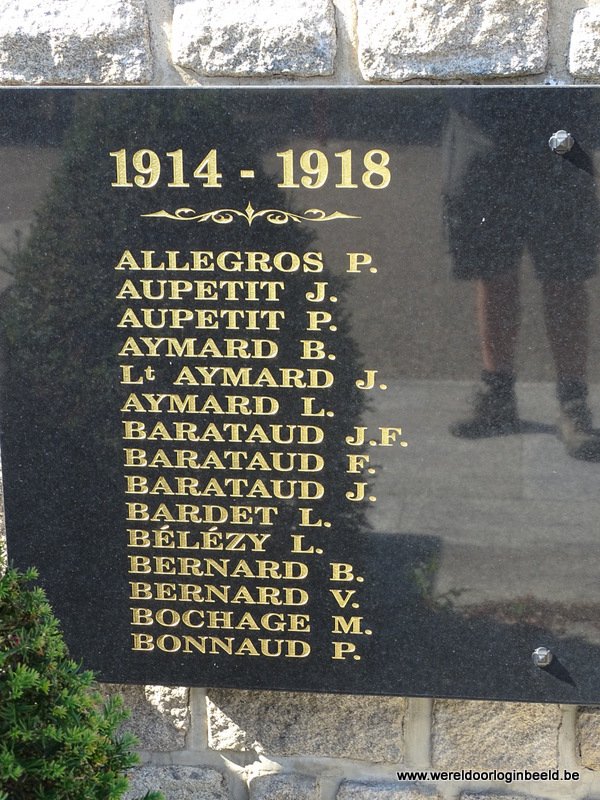 1914 - 1918
ALLEGROS P.
AUPETIT J.
AUPETIT P.
AYMARD B.
Lt AYMARD J.
AYMARD L.
BARATAUD J.F.
BARATAUD F.
BARATAUD J.
BARDET L.
BÉLÉZY L.
BERNARD B.
BERNARD V.
BOCHAGE M.
BONNAUD P.
www.wereldoorloginbeeld.be